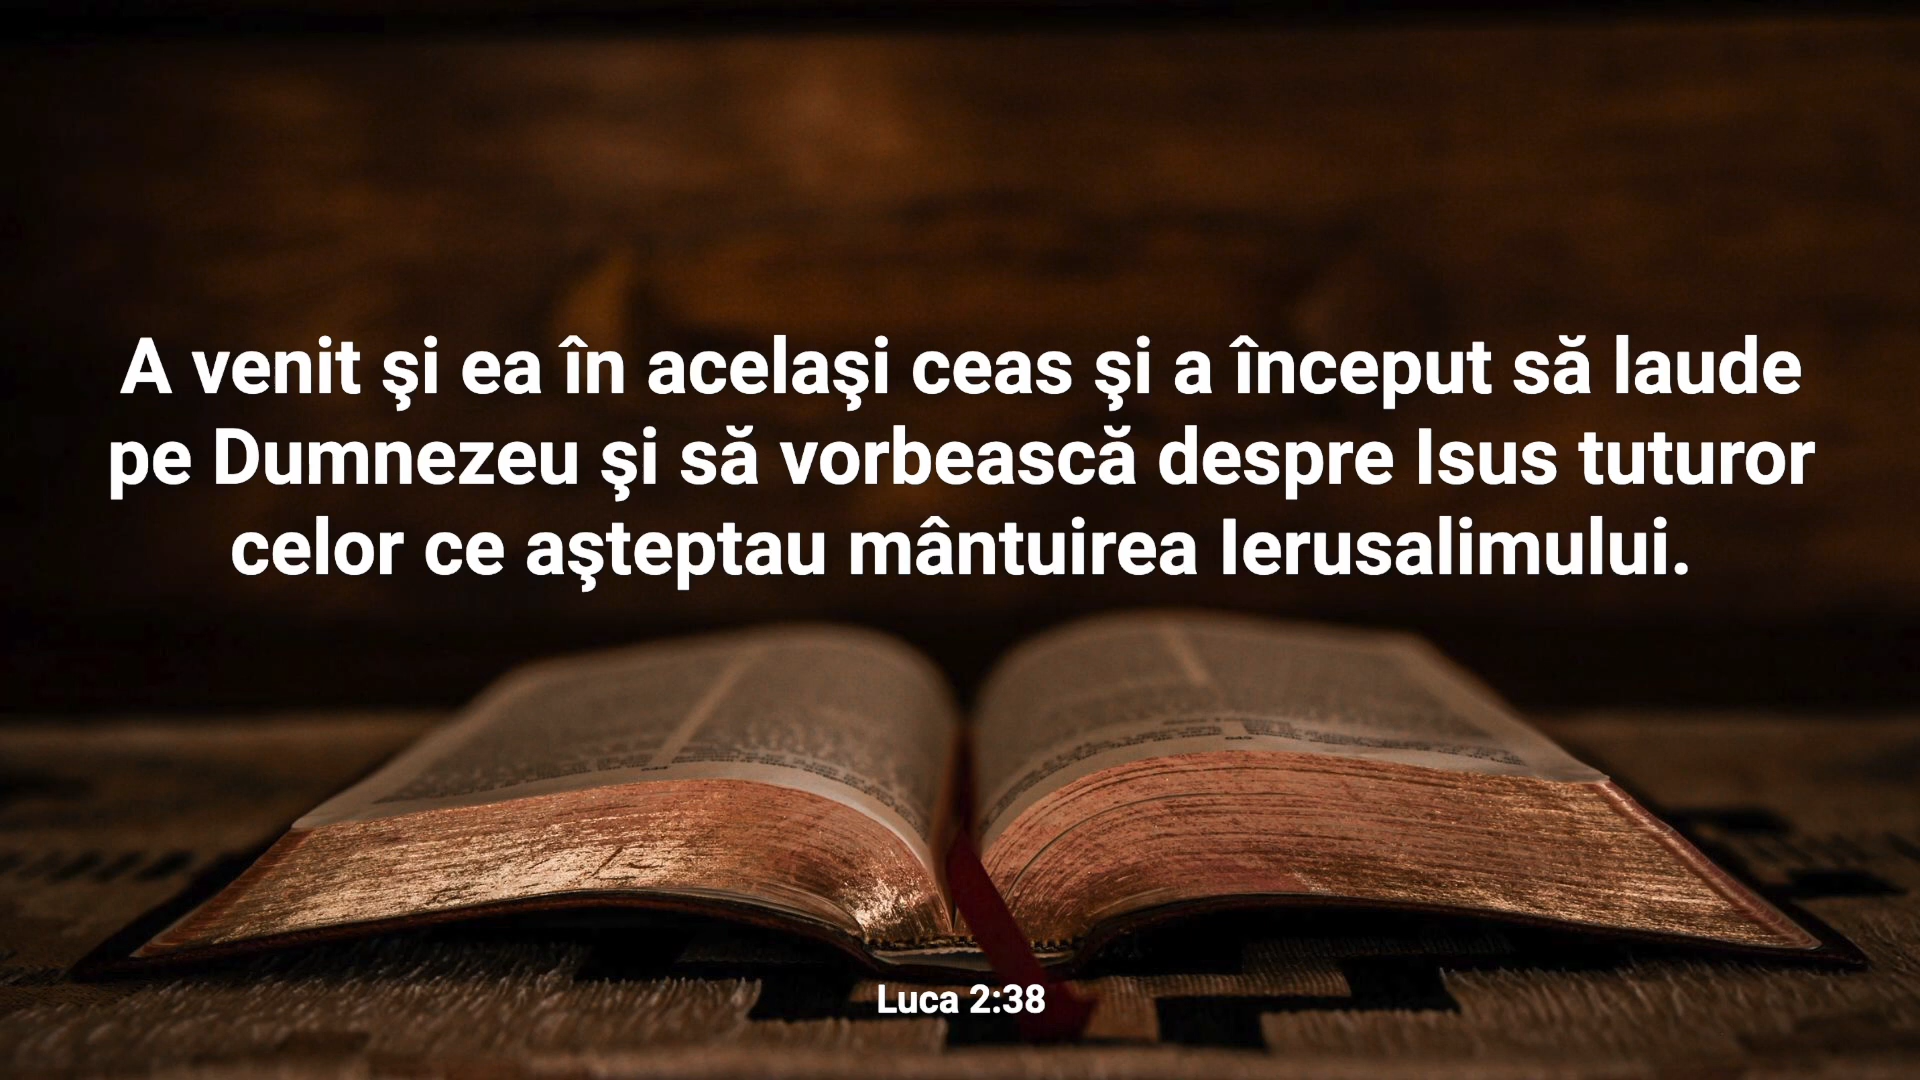 A venit şi ea în acelaşi ceas şi a început să laude
pe Dumnezeu şi să vorbească despre Isus tuturor
celor ce aşteptau mântuirea Ierusalimului.
Luca 2:38